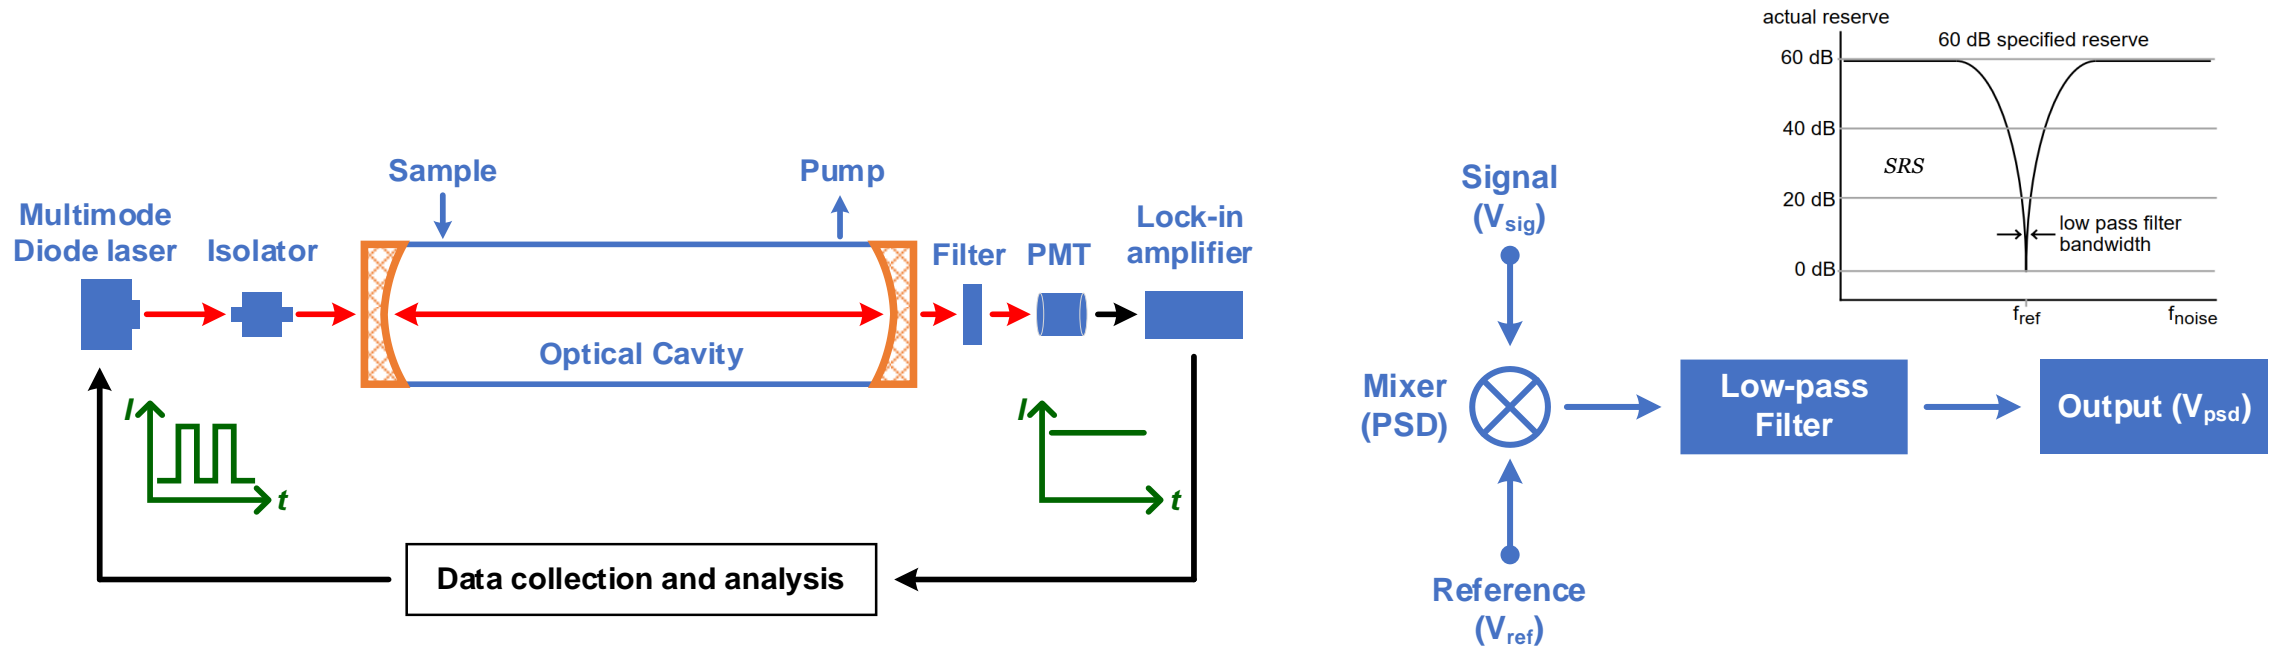 Multimode
Diode laser
Isolator
Sample
Pump
Optical Cavity
Filter
PMT
Lock-in
amplifier
I
t
I
t
Data collection and analysis
Signal
(Vsig)
Mixer
(PSD)
Reference
(Vref)
Low-pass
Filter
Output (Vpsd)
actual reserve
60 dB specified reserve
60 dB
40 dB
SRS
20 dB
low pass filter
bandwidth
0 dB
fref
fnoise